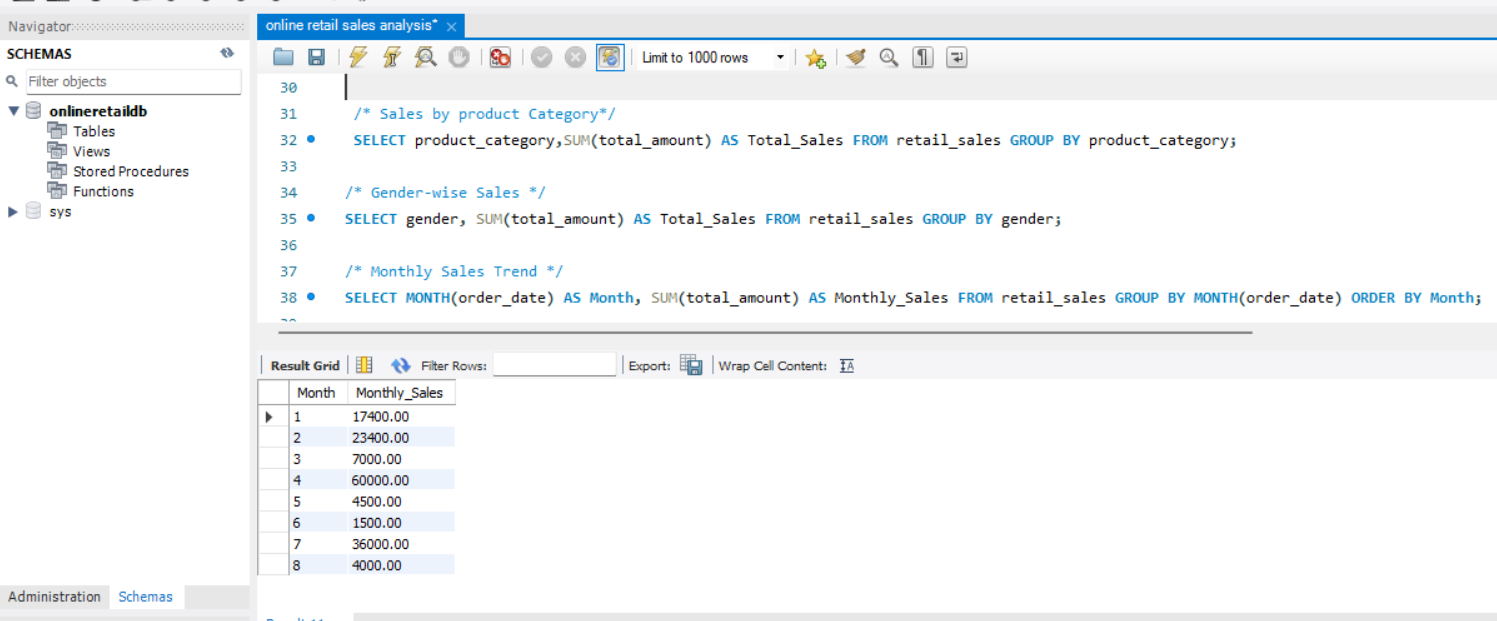 Navigator
online retail sales analysis*
SCHEMAS
Limit to 1000 rows
Filter objects
onlineretaildb
Tables
Views
Stored Procedures
Functions
sys
30
31 /* Sales by product Category*/
32 SELECT product_category,SUM(total_amount) AS Total_Sales FROM retail_sales GROUP BY product_category;
33
34 /* Gender-wise Sales */
35 SELECT gender, SUM(total_amount) AS Total_Sales FROM retail_sales GROUP BY gender;
36
37 /* Monthly Sales Trend */
38 SELECT MONTH(order_date) AS Month, SUM(total_amount) AS Monthly_Sales FROM retail_sales GROUP BY MONTH(order_date) ORDER BY Month;
Result Grid Filter Rows: Export: Wrap Cell Content:
Month Monthly_Sales
1 17400.00
2 23400.00
3 7000.00
4 60000.00
5 4500.00
6 1500.00
7 36000.00
8 4000.00
Administration Schemas